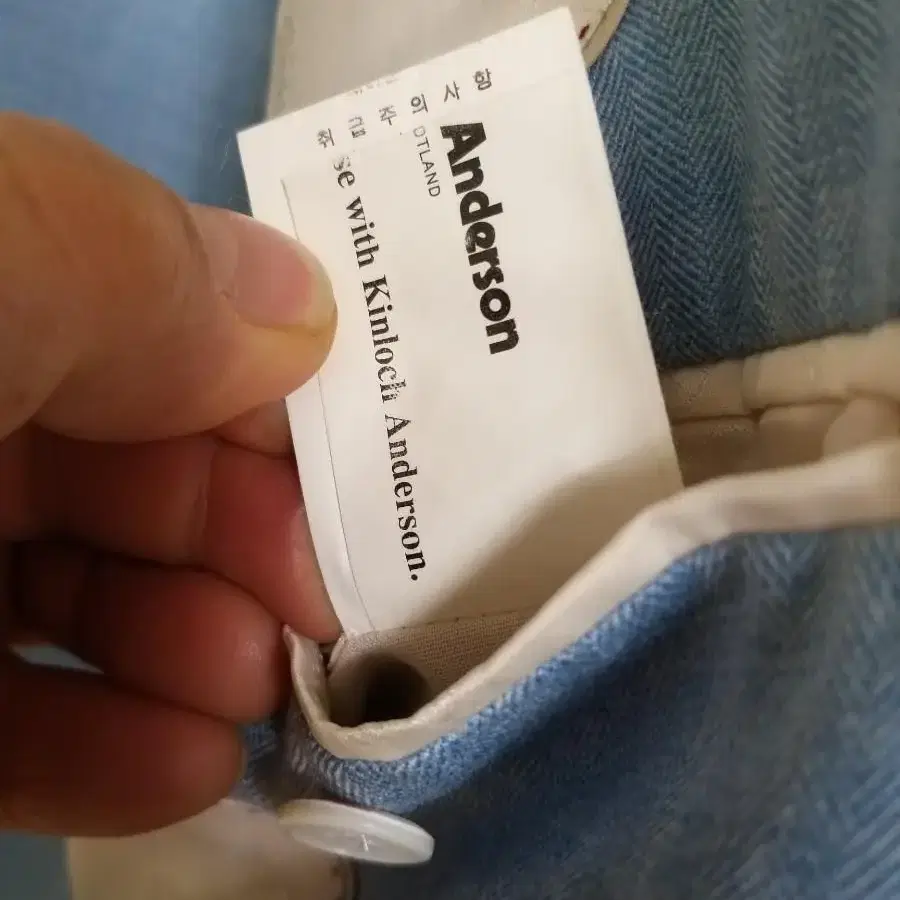 Anderson
OTLAND
취급 주의 사항
se with Kinloch Anderson.